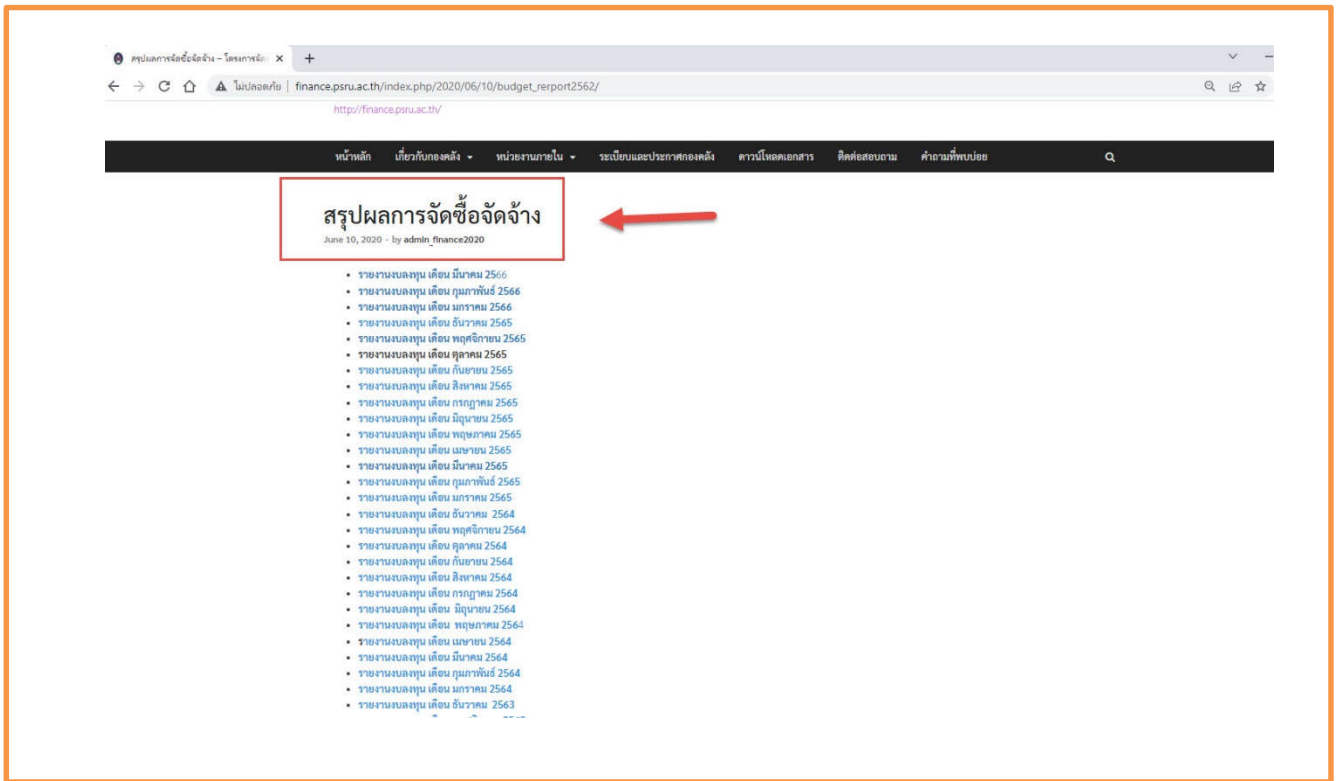 สรุปผลการจัดซื้อจัดจ้าง – โครงการจัด
ไม่ปลอดภัย | finance.psru.ac.th/index.php/2020/06/10/budget_rerport2562/
http://finance.psru.ac.th/
หน้าหลัก เกี่ยวกับกองคลัง หน่วยงานภายใน ระเบียบและประกาศกองคลัง ดาวน์โหลดเอกสาร ติดต่อสอบถาม คำถามที่พบบ่อย
สรุปผลการจัดซื้อจัดจ้าง
June 10, 2020 - by admin_finance2020
• รายงานงบลงทุน เดือน มีนาคม 2566
• รายงานงบลงทุน เดือน กุมภาพันธ์ 2566
• รายงานงบลงทุน เดือน มกราคม 2566
• รายงานงบลงทุน เดือน ธันวาคม 2565
• รายงานงบลงทุน เดือน พฤศจิกายน 2565
• รายงานงบลงทุน เดือน ตุลาคม 2565
• รายงานงบลงทุน เดือน กันยายน 2565
• รายงานงบลงทุน เดือน สิงหาคม 2565
• รายงานงบลงทุน เดือน กรกฎาคม 2565
• รายงานงบลงทุน เดือน มิถุนายน 2565
• รายงานงบลงทุน เดือน พฤษภาคม 2565
• รายงานงบลงทุน เดือน เมษายน 2565
• รายงานงบลงทุน เดือน มีนาคม 2565
• รายงานงบลงทุน เดือน กุมภาพันธ์ 2565
• รายงานงบลงทุน เดือน มกราคม 2565
• รายงานงบลงทุน เดือน ธันวาคม 2564
• รายงานงบลงทุน เดือน พฤศจิกายน 2564
• รายงานงบลงทุน เดือน ตุลาคม 2564
• รายงานงบลงทุน เดือน กันยายน 2564
• รายงานงบลงทุน เดือน สิงหาคม 2564
• รายงานงบลงทุน เดือน กรกฎาคม 2564
• รายงานงบลงทุน เดือน มิถุนายน 2564
• รายงานงบลงทุน เดือน พฤษภาคม 2564
• รายงานงบลงทุน เดือน เมษายน 2564
• รายงานงบลงทุน เดือน มีนาคม 2564
• รายงานงบลงทุน เดือน กุมภาพันธ์ 2564
• รายงานงบลงทุน เดือน มกราคม 2564
• รายงานงบลงทุน เดือน ธันวาคม 2563